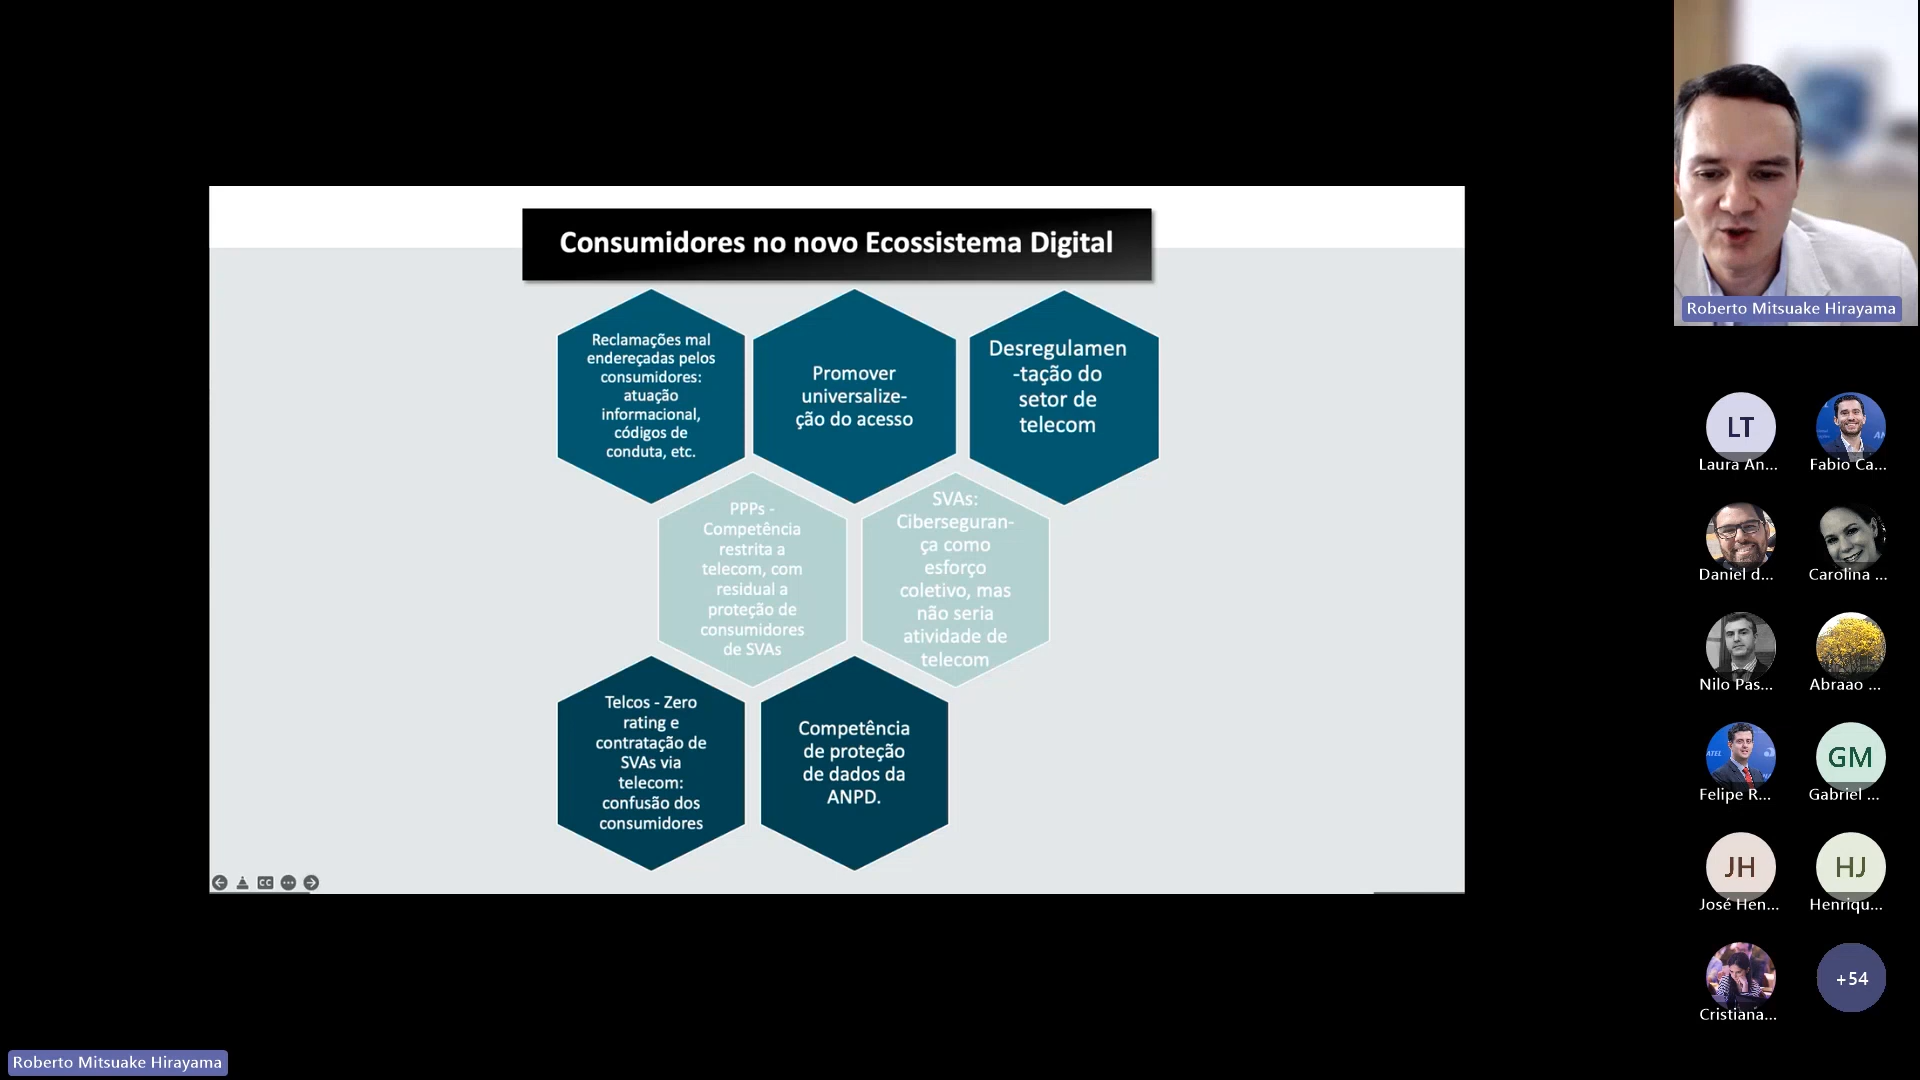 Consumidores no novo Ecossistema Digital
Reclamações mal
endereçadas pelos
consumidores:
atuação
informacional,
códigos de
conduta, etc.
Promover
universalize-
ção do acesso
Desregulamen
-tação do
setor de
telecom
PPPs -
Competência
restrita a
telecom, com
residual a
proteção de
consumidores
de SVAs
SVAs:
Ciberseguran-
ça como
esforço
coletivo, mas
não seria
atividade de
telecom
Telcos - Zero
rating e
contratação de
SVAs via
telecom:
confusão dos
consumidores
Competência
de proteção
de dados da
ANPD.
CC
Roberto Mitsuake Hirayama
LT
Laura An...
Fabio Ca...
Daniel d...
Carolina ...
Nilo Pas...
Abraao ...
Felipe R...
GM
Gabriel ...
JH
José Hen...
HJ
Henriqu...
Cristiana...
+54
Roberto Mitsuake Hirayama